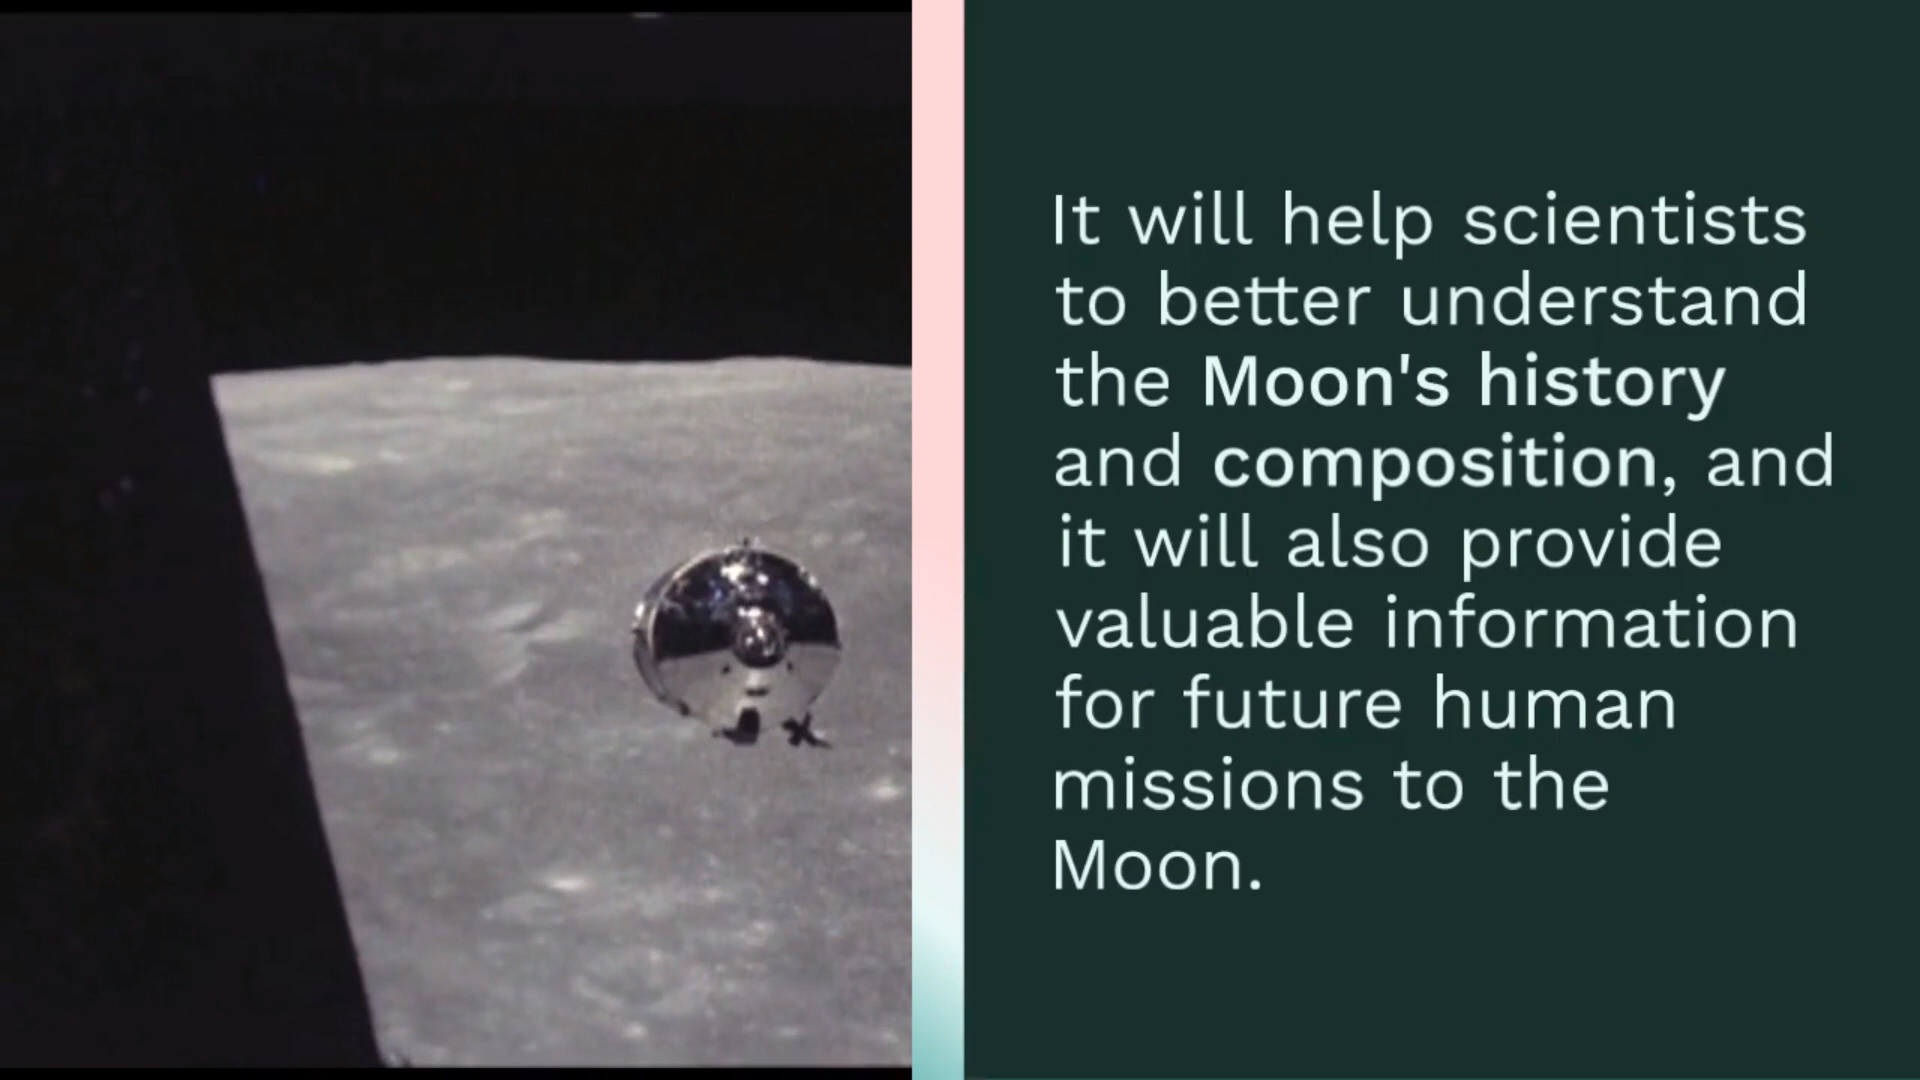 It will help scientists
to better understand
the Moon's history
and composition, and
it will also provide
valuable information
for future human
missions to the
Moon.